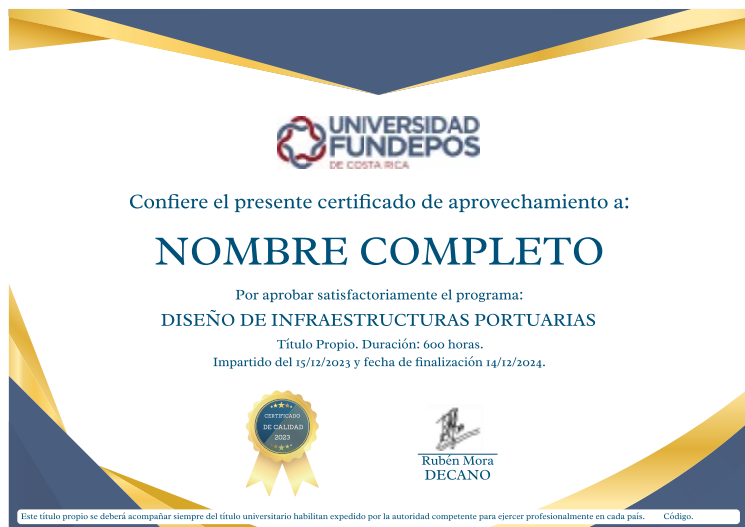 UNIVERSIDAD
FUNDEPOS
DE COSTA RICA
Confiere el presente certificado de aprovechamiento a:
NOMBRE COMPLETO
Por aprobar satisfactoriamente el programa:
DISEÑO DE INFRAESTRUCTURAS PORTUARIAS
Título Propio. Duración: 600 horas.
Impartido del 15/12/2023 y fecha de finalización 14/12/2024.
CERTIFICADO
DE CALIDAD
2023
Rubén Mora
DECANO
Este título propio se deberá acompañar siempre del título universitario habilitan expedido por la autoridad competente para ejercer profesionalmente en cada país. Código.